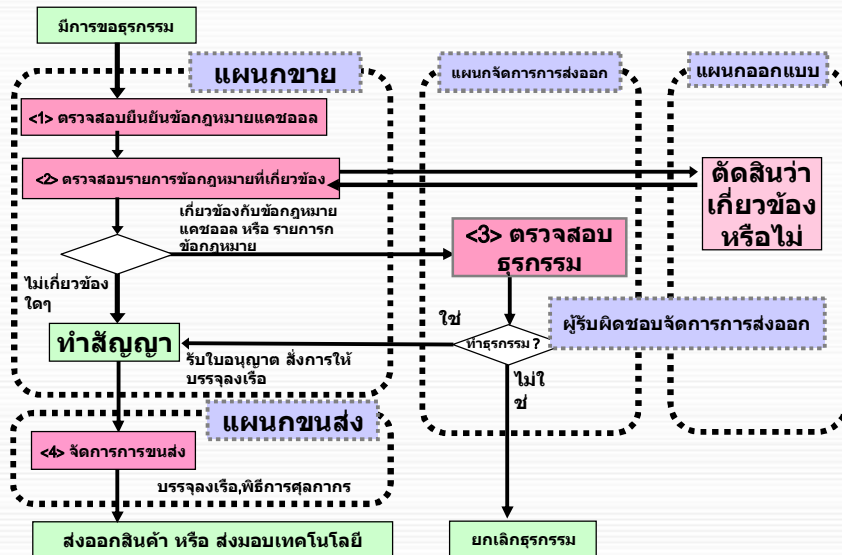 มีการขอธุรกรรม
แผนกขาย
แผนกจัดการการส่งออก
แผนกออกแบบ
<1> ตรวจสอบยืนยันข้อกฎหมายแคชออล
<2> ตรวจสอบรายการข้อกฎหมายที่เกี่ยวข้อง
ตัดสินว่า
เกี่ยวข้อง
หรือไม่
เกี่ยวข้องกับข้อกฎหมาย
แคชออล หรือ รายการก
ข้อกฎหมาย
<3> ตรวจสอบ
ธุรกรรม
ไม่เกี่ยวข้อง
ใดๆ
ใช่
ผู้รับผิดชอบจัดการการส่งออก
ทำสัญญา
ทำธุรกรรม ?
รับใบอนุญาต สั่งการให้
บรรจุลงเรือ
ไม่ใ
ช่
แผนกขนส่ง
<4> จัดการการขนส่ง
บรรจุลงเรือ,พิธีการศุลกากร
ส่งออกสินค้า หรือ ส่งมอบเทคโนโลยี
ยกเลิกธุรกรรม